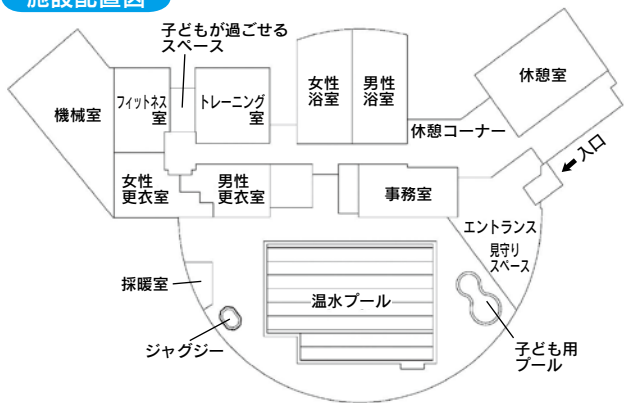 施設配置図
子どもが過ごせる
スペース
機械室
フィットネス
室
トレーニング
室
女性
浴室
男性
浴室
休憩室
休憩コーナー
入口
女性
更衣室
男性
更衣室
事務室
エントランス
見守り
スペース
採暖室
温水プール
ジャグジー
子ども用
プール